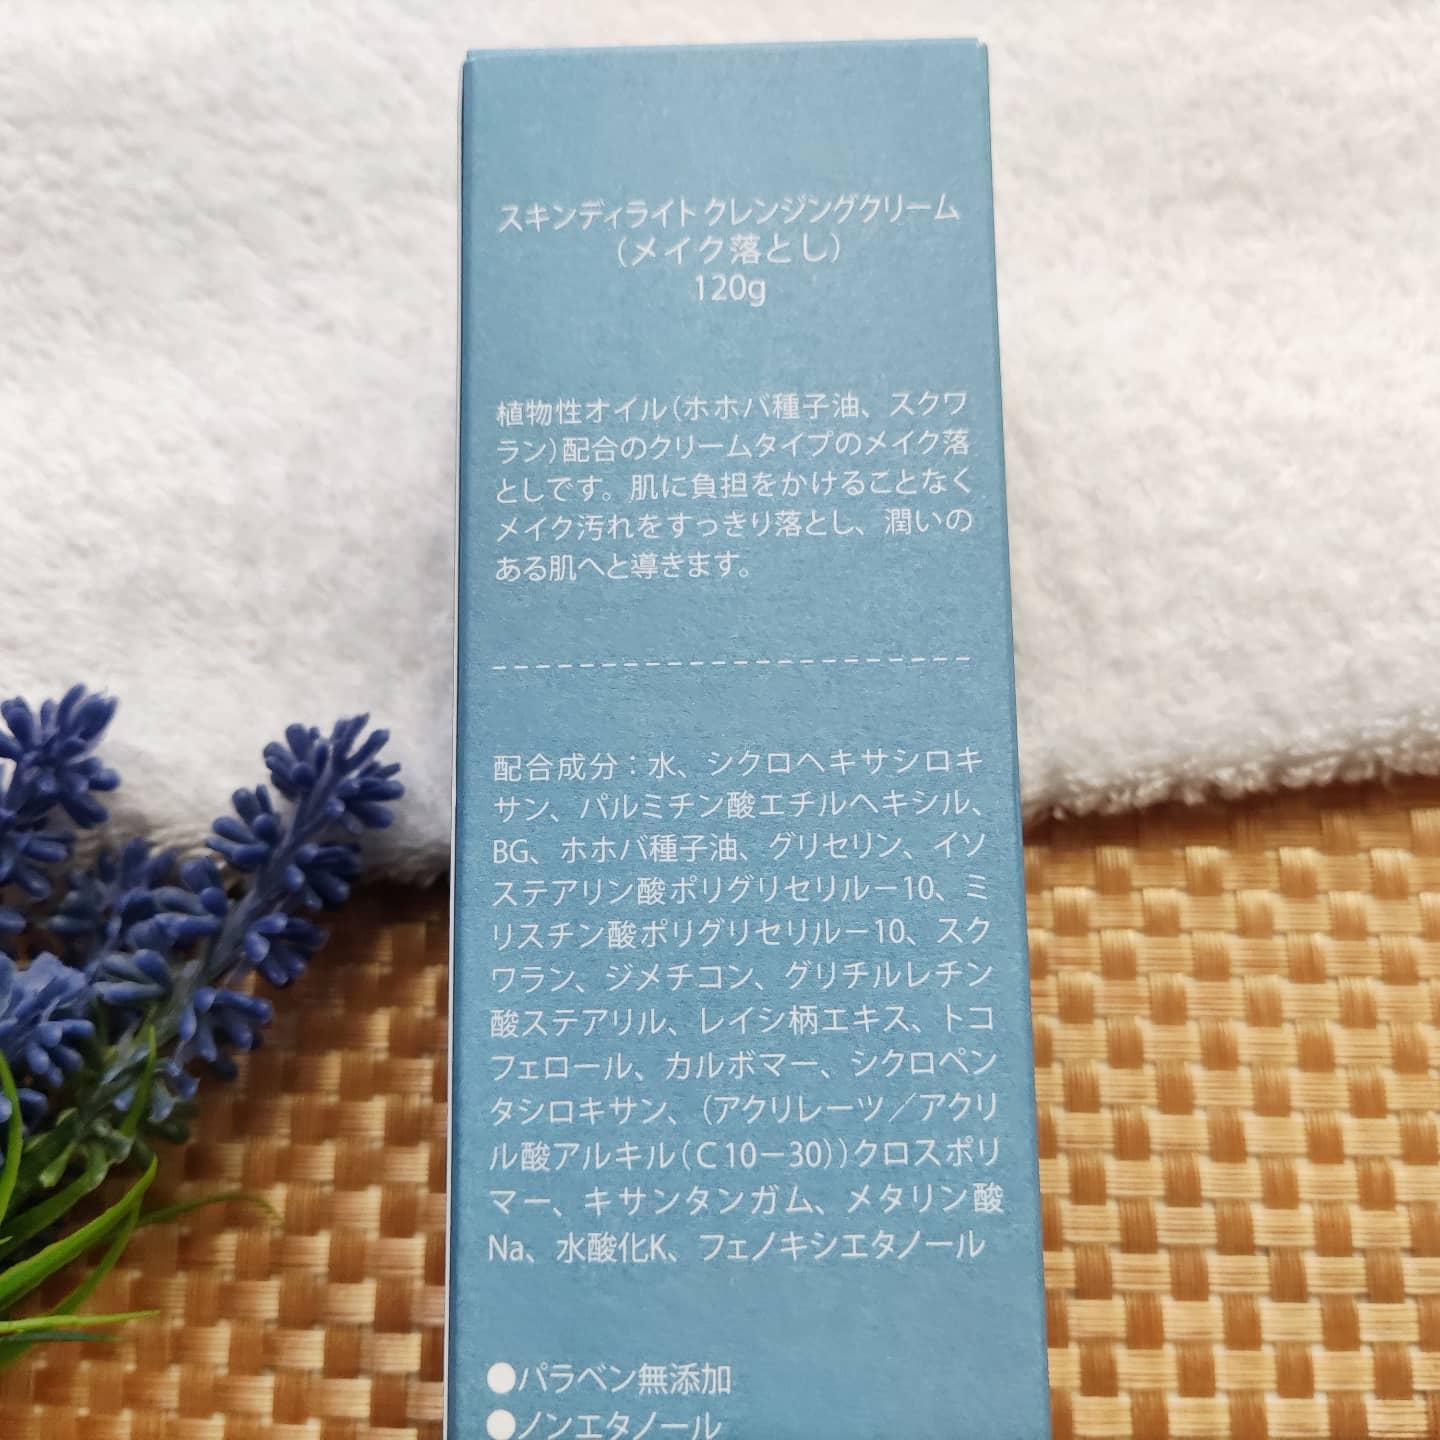 スキンディライト クレンジングクリーム
(メイク落とし)
120g
植物性オイル(ホホバ種子油、スクワ
ラン)配合のクリームタイプのメイク落
としです。肌に負担をかけることなく
メイク汚れをすっきり落とし、潤いの
ある肌へと導きます。
配合成分：水、シクロヘキサシロキ
サン、パルミチン酸エチルヘキシル、
BG、ホホバ種子油、グリセリン、イソ
ステアリン酸ポリグリセリル－10、ミ
リスチン酸ポリグリセリル－10、スク
ワラン、ジメチコン、グリチルレチン
酸ステアリル、レイシ柄エキス、トコ
フェロール、カルボマー、シクロペン
タシロキサン、(アクリレーツ／アクリ
ル酸アルキル(C10－30))クロスポリ
マー、キサンタンガム、メタリン酸
Na、水酸化K、フェノキシエタノール
●パラベン無添加
●ノンエタノール